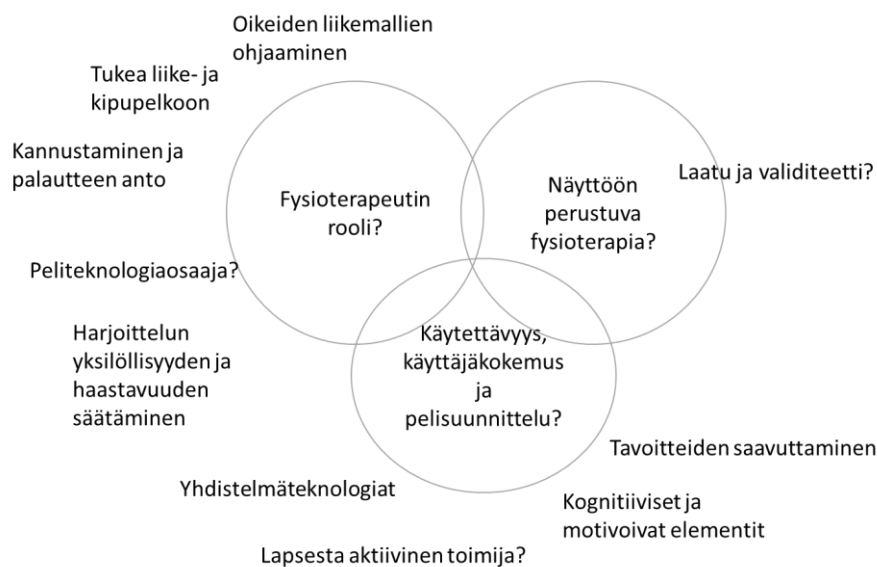 Oikeiden liikemallien
ohjaaminen
Tukea liike- ja
kipupelkoon
Kannustaminen ja
palautteen anto
Fysioterapeutin
rooli?
Näyttöön
perustuva
fysioterapia?
Laatu ja validiteetti?
Peliteknologiaosaaja?
Harjoittelun
yksilöllisyyden ja
haastavuuden
säätäminen
Käytettävyys,
käyttäjäkokemus
ja
pelisuunnittelu?
Tavoitteiden saavuttaminen
Yhdistelmäteknologiat
Kognitiiviset ja
motivoivat elementit
Lapsesta aktiivinen toimija?